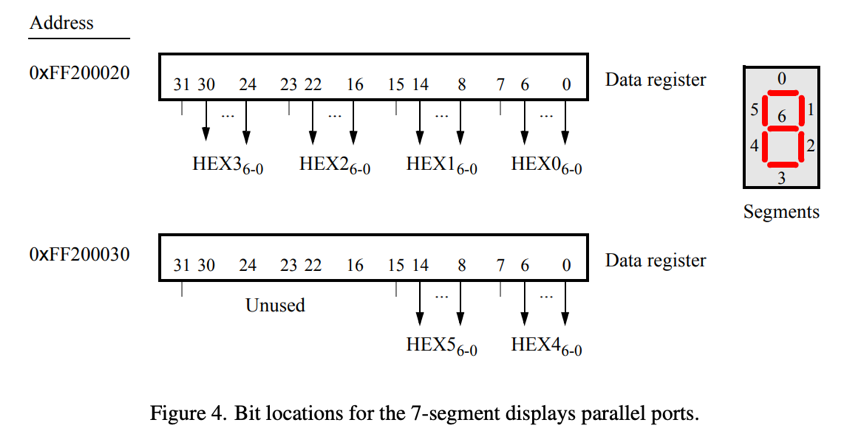 Address
0xFF200020
31 30 24 23 22 16 15 14 8 7 6 0
Data register
... ... ... ...
HEX36-0 HEX26-0 HEX16-0 HEX06-0
0
5 6 1
4 2
3
Segments
0xFF200030
31 30 24 23 22 16 15 14 8 7 6 0
Data register
Unused
... ...
HEX56-0 HEX46-0
Figure 4. Bit locations for the 7-segment displays parallel ports.